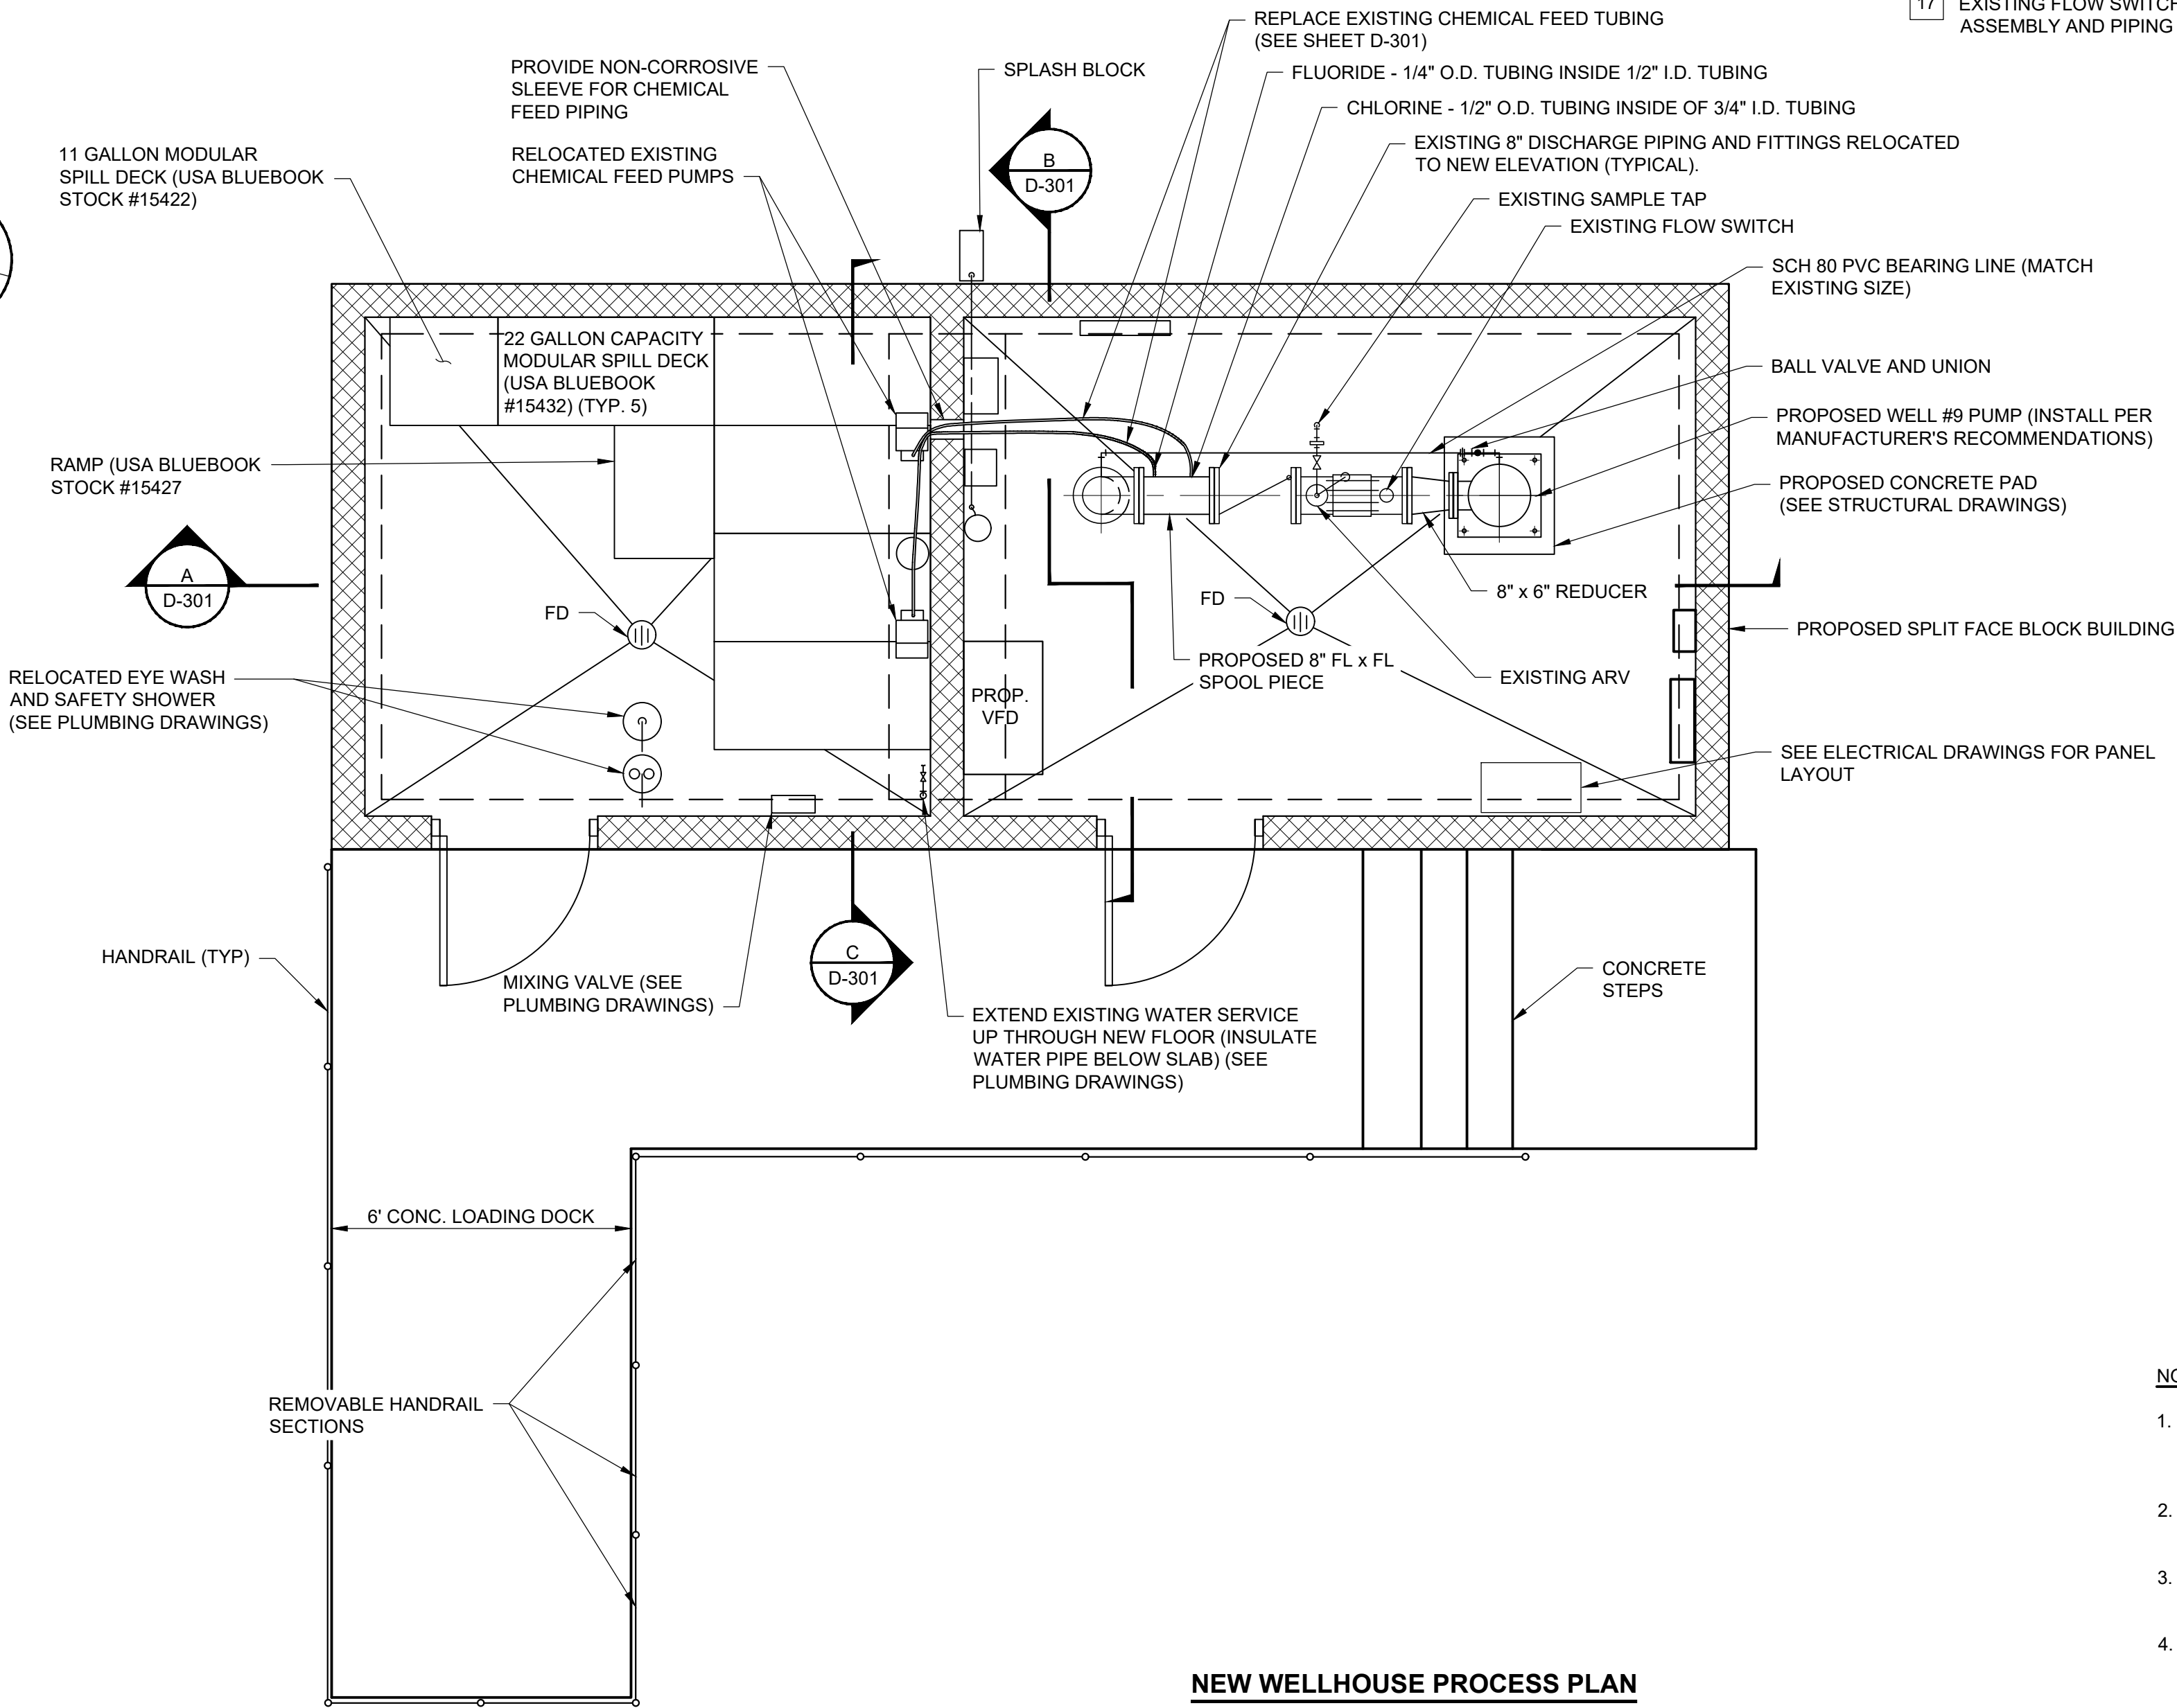 17
EXISTING FLOW SWITCH
ASSEMBLY AND PIPING
REPLACE EXISTING CHEMICAL FEED TUBING
(SEE SHEET D-301)
PROVIDE NON-CORROSIVE
SLEEVE FOR CHEMICAL
FEED PIPING
SPLASH BLOCK
FLUORIDE - 1/4" O.D. TUBING INSIDE 1/2" I.D. TUBING
CHLORINE - 1/2" O.D. TUBING INSIDE OF 3/4" I.D. TUBING
11 GALLON MODULAR
SPILL DECK (USA BLUEBOOK
STOCK #15422)
RELOCATED EXISTING
CHEMICAL FEED PUMPS
B
D-301
EXISTING 8" DISCHARGE PIPING AND FITTINGS RELOCATED
TO NEW ELEVATION (TYPICAL).
EXISTING SAMPLE TAP
EXISTING FLOW SWITCH
SCH 80 PVC BEARING LINE (MATCH
EXISTING SIZE)
22 GALLON CAPACITY
MODULAR SPILL DECK
(USA BLUEBOOK
#15432) (TYP. 5)
BALL VALVE AND UNION
PROPOSED WELL #9 PUMP (INSTALL PER
MANUFACTURER'S RECOMMENDATIONS)
RAMP (USA BLUEBOOK
STOCK #15427
PROPOSED CONCRETE PAD
(SEE STRUCTURAL DRAWINGS)
A
D-301
FD
FD
8" x 6" REDUCER
PROPOSED SPLIT FACE BLOCK BUILDING
RELOCATED EYE WASH
AND SAFETY SHOWER
(SEE PLUMBING DRAWINGS)
PROP.
VFD
PROPOSED 8" FL x FL
SPOOL PIECE
EXISTING ARV
SEE ELECTRICAL DRAWINGS FOR PANEL
LAYOUT
HANDRAIL (TYP)
MIXING VALVE (SEE
PLUMBING DRAWINGS)
C
D-301
EXTEND EXISTING WATER SERVICE
UP THROUGH NEW FLOOR (INSULATE
WATER PIPE BELOW SLAB) (SEE
PLUMBING DRAWINGS)
CONCRETE
STEPS
6' CONC. LOADING DOCK
REMOVABLE HANDRAIL
SECTIONS
1.
2.
3.
4.
NEW WELLHOUSE PROCESS PLAN